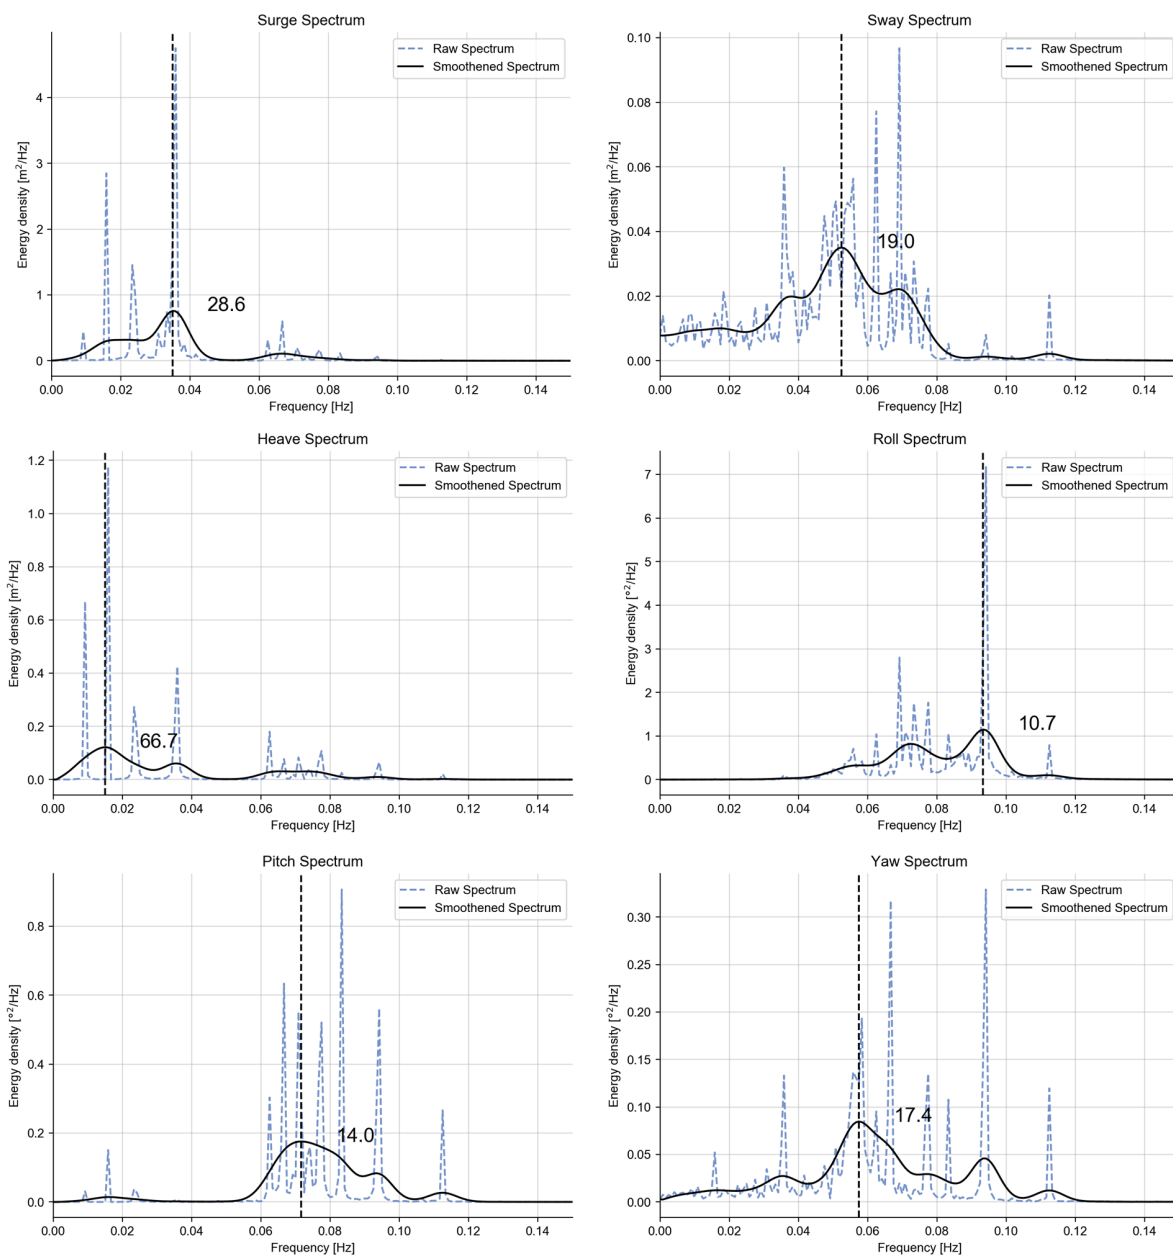 Surge Spectrum
Energy density [m²/Hz]
4
3
2
1
0
Raw Spectrum
Smoothened Spectrum
28.6
0.00 0.02 0.04 0.06 0.08 0.10 0.12 0.14
Frequency [Hz]
Sway Spectrum
Energy density [m²/Hz]
0.10
0.08
0.06
0.04
0.02
0.00
Raw Spectrum
Smoothened Spectrum
19.0
0.00 0.02 0.04 0.06 0.08 0.10 0.12 0.14
Frequency [Hz]
Heave Spectrum
Energy density [m²/Hz]
1.2
1.0
0.8
0.6
0.4
0.2
0.0
Raw Spectrum
Smoothened Spectrum
66.7
0.00 0.02 0.04 0.06 0.08 0.10 0.12 0.14
Frequency [Hz]
Roll Spectrum
Energy density [°²/Hz]
7
6
5
4
3
2
1
0
Raw Spectrum
Smoothened Spectrum
10.7
0.00 0.02 0.04 0.06 0.08 0.10 0.12 0.14
Frequency [Hz]
Pitch Spectrum
Energy density [°²/Hz]
0.8
0.6
0.4
0.2
0.0
Raw Spectrum
Smoothened Spectrum
14.0
0.00 0.02 0.04 0.06 0.08 0.10 0.12 0.14
Frequency [Hz]
Yaw Spectrum
Energy density [°²/Hz]
0.30
0.25
0.20
0.15
0.10
0.05
0.00
Raw Spectrum
Smoothened Spectrum
17.4
0.00 0.02 0.04 0.06 0.08 0.10 0.12 0.14
Frequency [Hz]